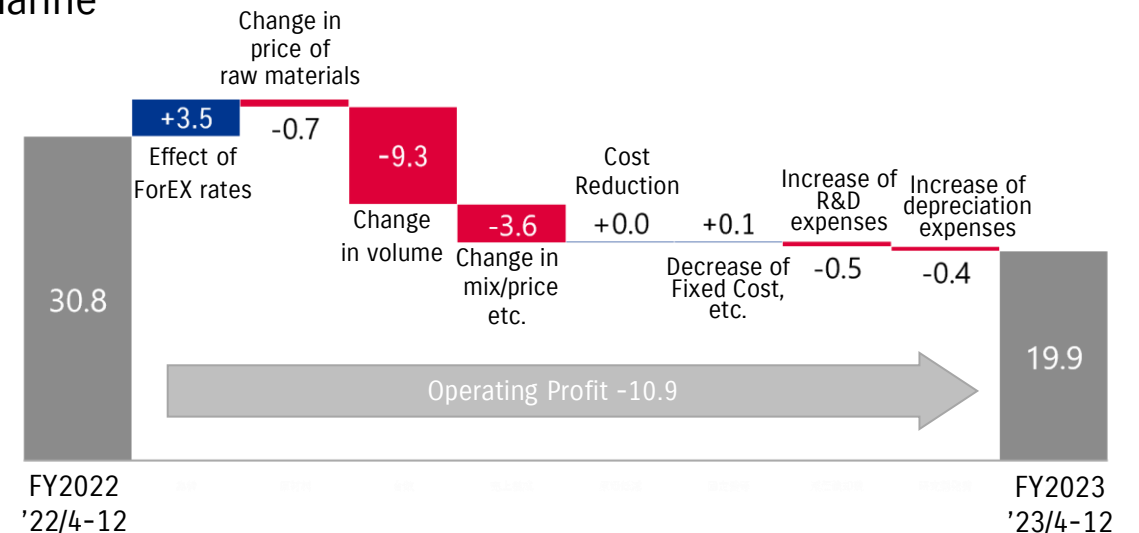 Change in
price of
raw materials
+3.5
-0.7
Effect of
ForEX rates
-9.3
Change
in volume
-3.6
Change in
mix/price
etc.
Cost
Reduction
+0.0
+0.1
Decrease of
Fixed Cost,
etc.
Increase of
R&D
expenses
-0.5
Increase of
depreciation
expenses
-0.4
30.8
19.9
Operating Profit -10.9
FY2022
'22/4-12
FY2023
'23/4-12